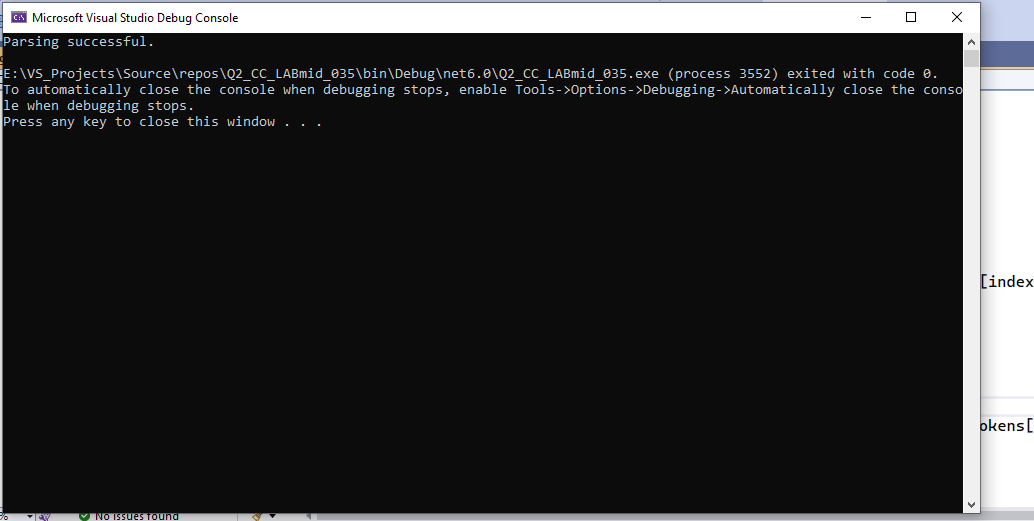 Microsoft Visual Studio Debug Console
Parsing successful.
E:\VS_Projects\Source\repos\Q2_CC_LABmid_035\bin\Debug\net6.0\Q2_CC_LABmid_035.exe (process 3552) exited with code 0.
To automatically close the console when debugging stops, enable Tools->Options->Debugging->Automatically close the conso
le when debugging stops.
Press any key to close this window . . .
[index
okens[
% No issues found